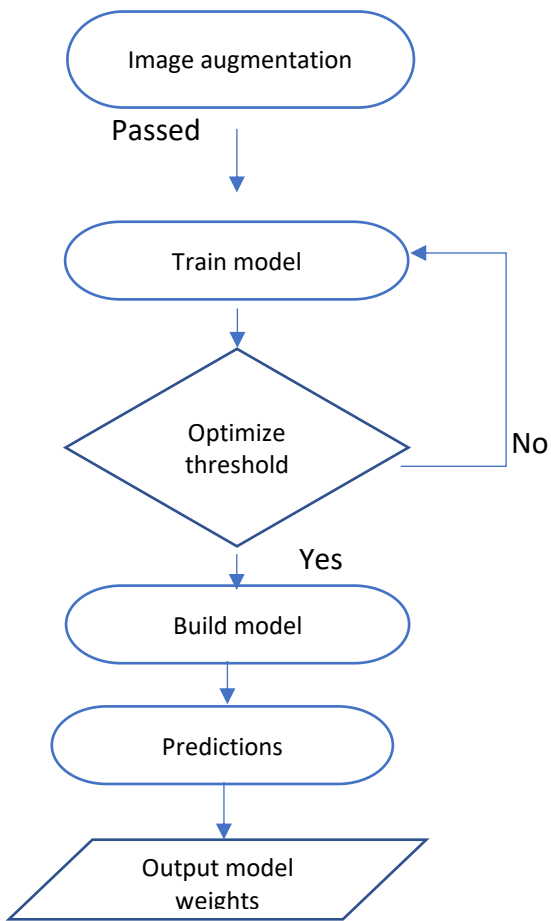 Image augmentation
Passed
Train model
Optimize
threshold
No
Yes
Build model
Predictions
Output model
weights